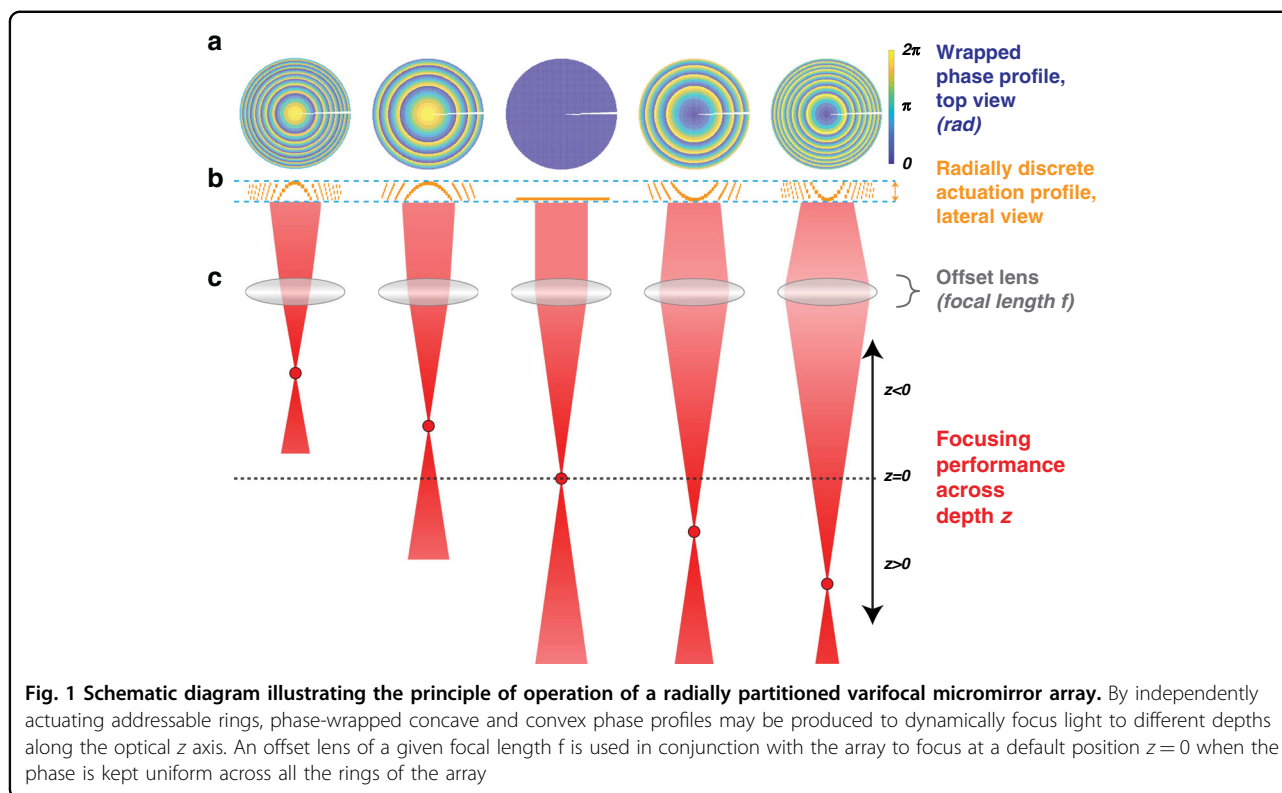 a
2π
π
0
Wrapped
phase profile,
top view
(rad)
b
Radially discrete
actuation profile,
lateral view
c
Offset lens
(focal length f)
z<0
z=0
z>0
Focusing
performance
across
depth z
Fig. 1 Schematic diagram illustrating the principle of operation of a radially partitioned varifocal micromirror array. By independently
actuating addressable rings, phase-wrapped concave and convex phase profiles may be produced to dynamically focus light to different depths
along the optical z axis. An offset lens of a given focal length f is used in conjunction with the array to focus at a default position z = 0 when the
phase is kept uniform across all the rings of the array